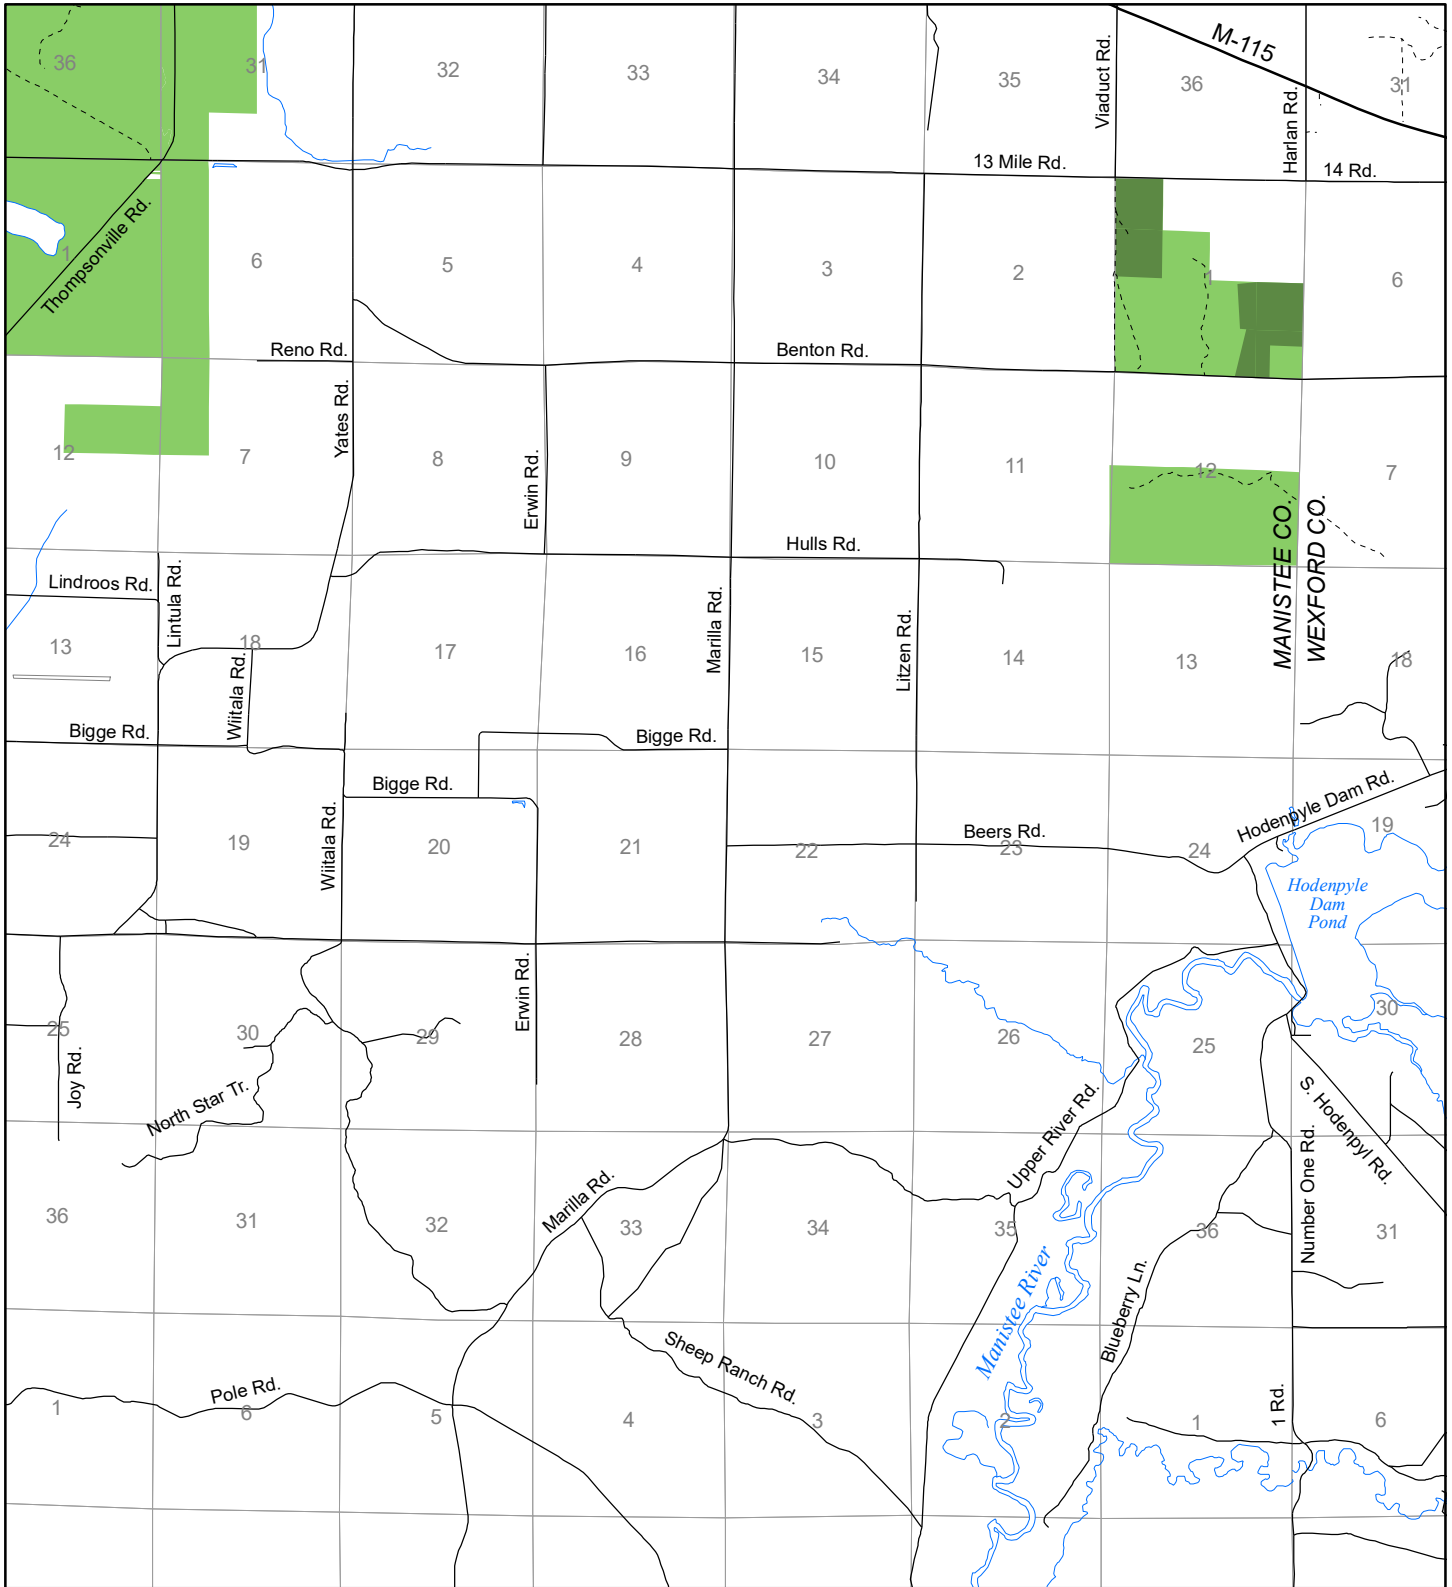 M-115
36
31
32
33
34
35
Viaduct Rd.
36
Harlan Rd.
31
13 Mile Rd.
14 Rd.
Thompsonville Rd.
1
6
5
4
3
2
1
6
Reno Rd.
Benton Rd.
Yates Rd.
Erwin Rd.
12
7
8
9
10
11
12
7
MANISTEE CO.
WEXFORD CO.
Hulls Rd.
Lindroos Rd.
Lintula Rd.
Marilla Rd.
Litzen Rd.
13
18
17
16
15
14
13
18
Wiitala Rd.
Bigge Rd.
Bigge Rd.
Bigge Rd.
Hodenpyle Dam Rd.
Wiitala Rd.
Beers Rd.
24
19
20
21
22
23
24
19
Hodenpyle
Dam
Pond
Erwin Rd.
25
30
29
28
27
26
25
30
Joy Rd.
North Star Tr.
Upper River Rd.
S. Hodenpyl Rd.
Number One Rd.
Marilla Rd.
36
31
32
33
34
35
36
31
Manistee River
Blueberry Ln.
Sheep Ranch Rd.
Pole Rd.
1 Rd.
1
6
5
4
3
2
1
6